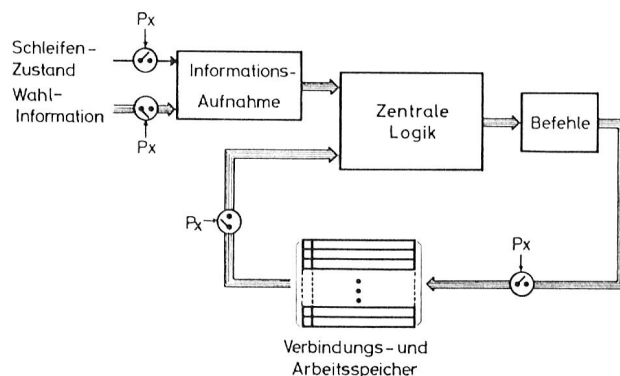 Px
Schleifen-
Zustand
Wahl-
Information
Px
Informations-
Aufnahme
Zentrale
Logik
Befehle
Px
Px
Verbindungs- und
Arbeitsspeicher